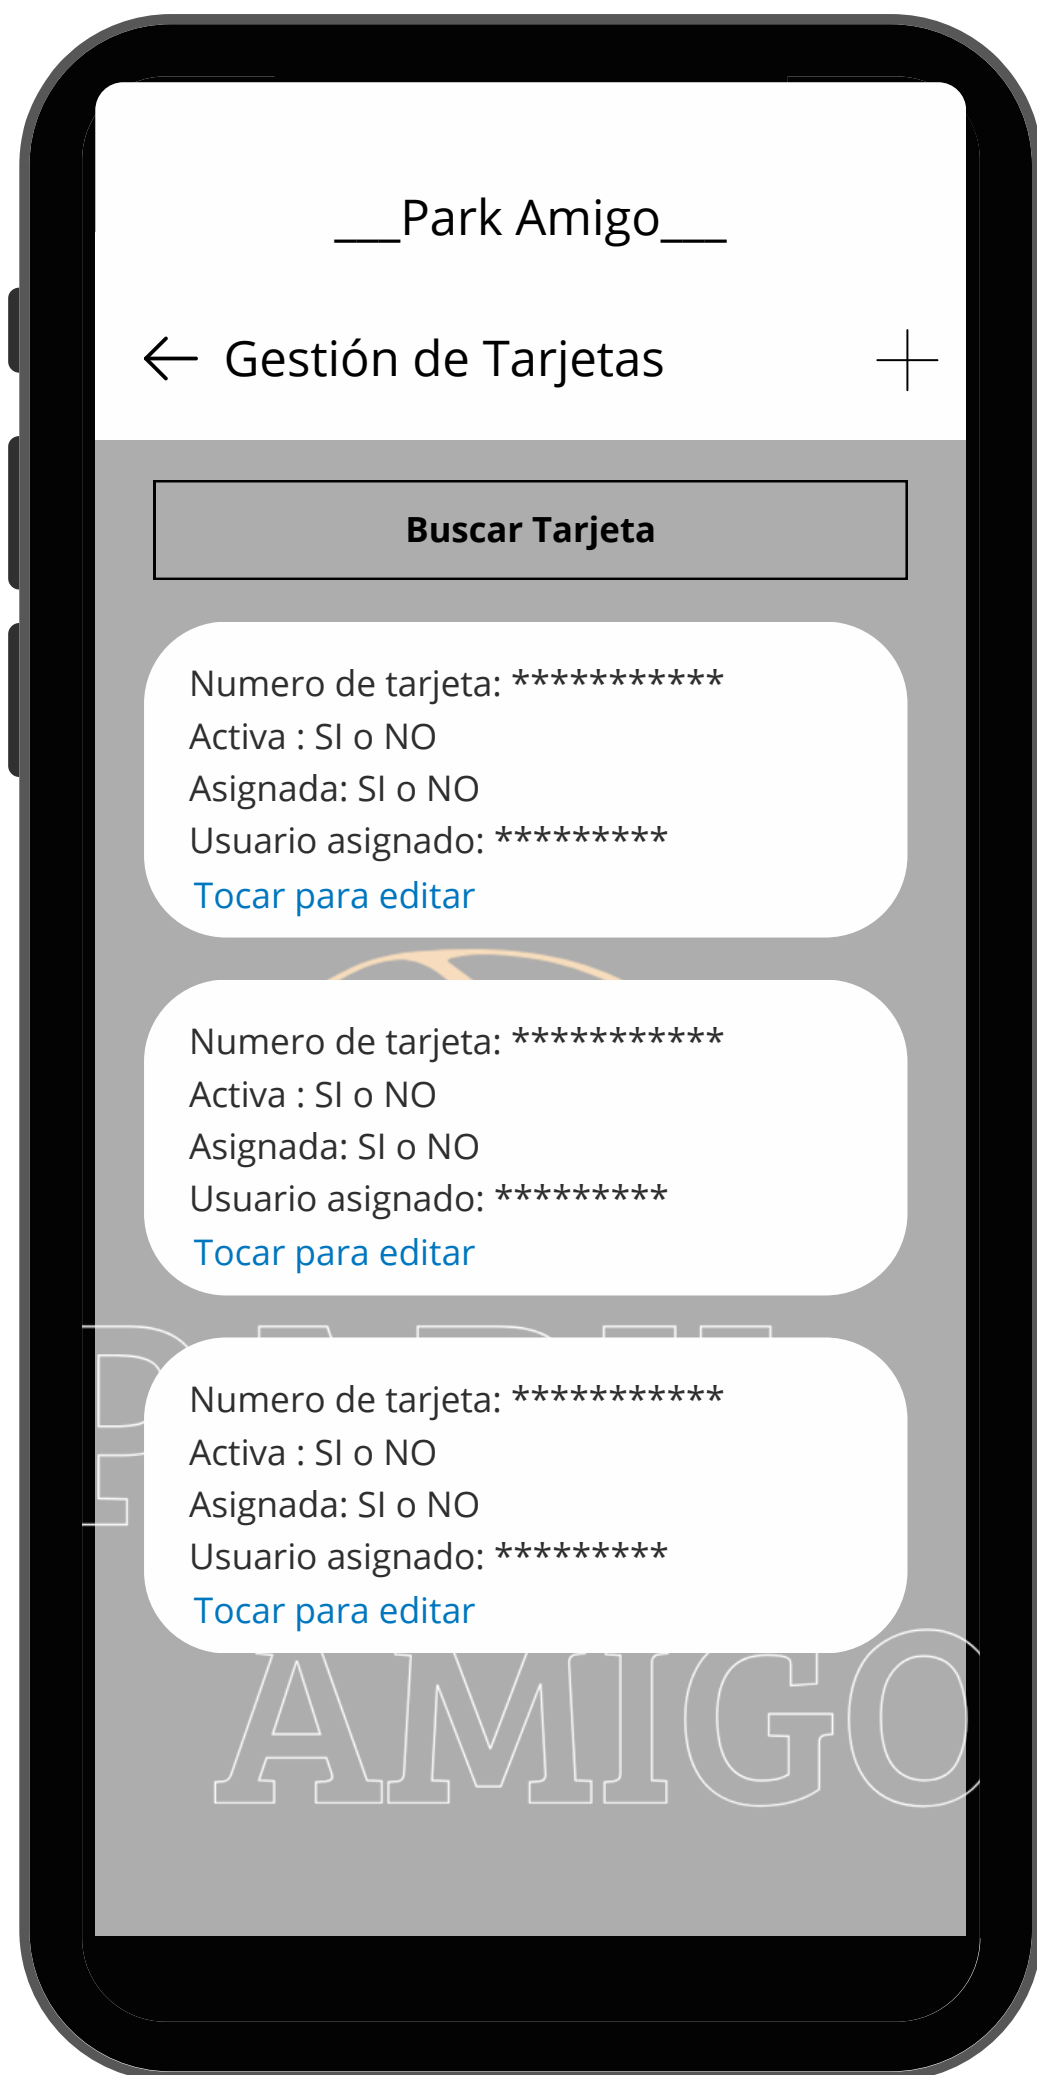 ___Park Amigo___
Gestión de Tarjetas
Buscar Tarjeta
Numero de tarjeta: ***********
Activa : SI o NO
Asignada: SI o NO
Usuario asignado: *********
Tocar para editar
Numero de tarjeta: ***********
Activa : SI o NO
Asignada: SI o NO
Usuario asignado: *********
Tocar para editar
PARK
Numero de tarjeta: ***********
Activa : SI o NO
Asignada: SI o NO
Usuario asignado: *********
Tocar para editar
AMIGO